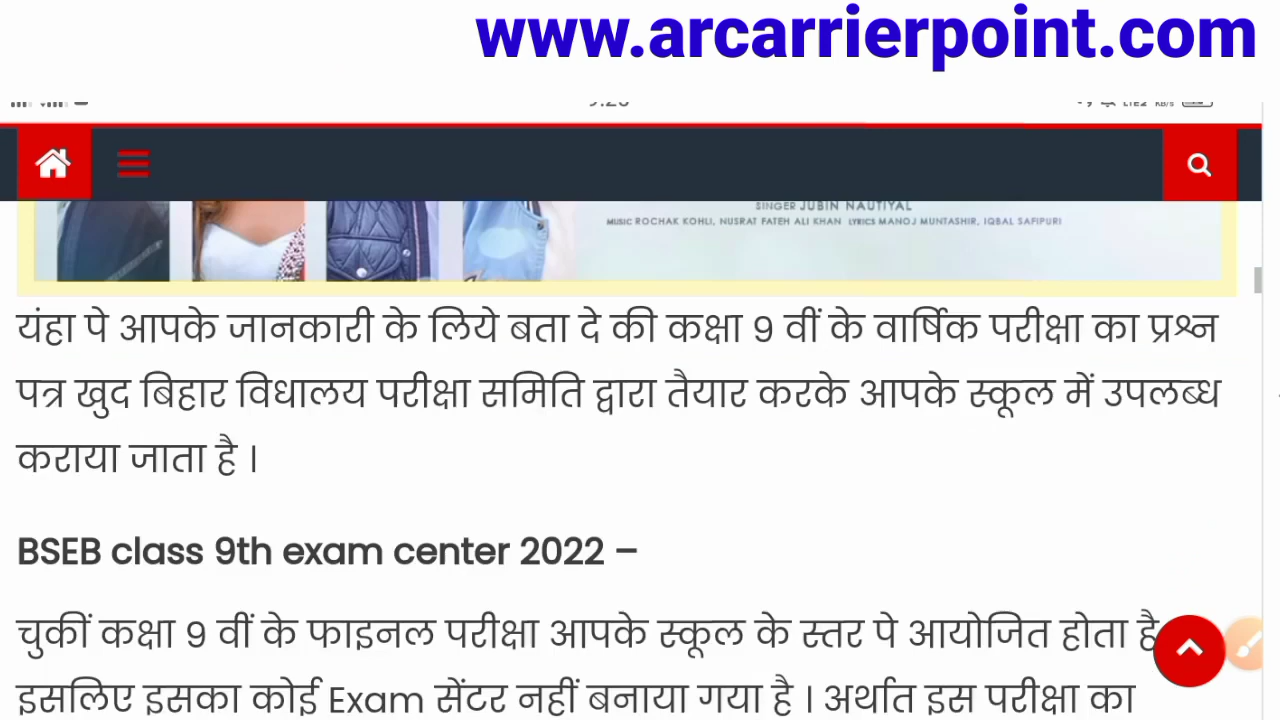 www.arcarrierpoint.com
SINGER JUBIN NAUTIYAL
MUSIC ROCHAK KOHLI, NUSRAT FATEH ALI KHAN LYRICS MANOJ MUNTASHIR, IQBAL SAFIPURI
यंहा पे आपके जानकारी के लिये बता दे की कक्षा 9 वीं के वार्षिक परीक्षा का प्रश्न
पत्र खुद बिहार विधालय परीक्षा समिति द्वारा तैयार करके आपके स्कूल में उपलब्ध
कराया जाता है ।
BSEB class 9th exam center 2022 –
चुकीं कक्षा 9 वीं के फाइनल परीक्षा आपके स्कूल के स्तर पे आयोजित होता है
इसलिए इसका कोई Exam सेंटर नहीं बनाया गया है । अर्थात इस परीक्षा का